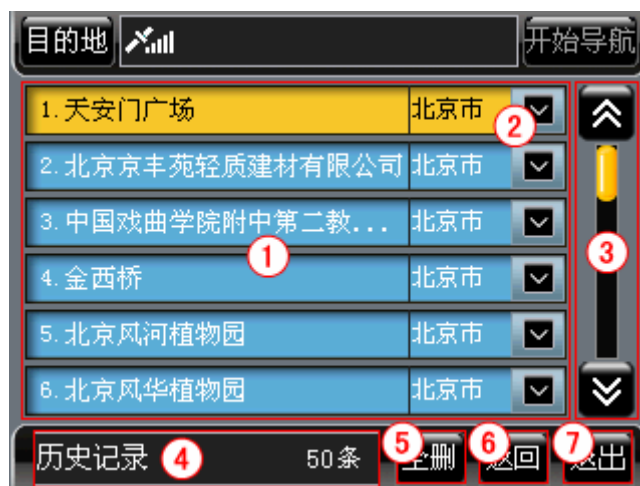 目的地 开始导航
1.天安门广场 北京市 2
2.北京京丰苑轻质建材有限公司 北京市
3.中国戏曲学院附中第二教... 北京市
1 3
4.金西桥 北京市
5.北京风河植物园 北京市
6.北京风华植物园 北京市
历史记录 4 50条 5 全删 6 返回 7 退出